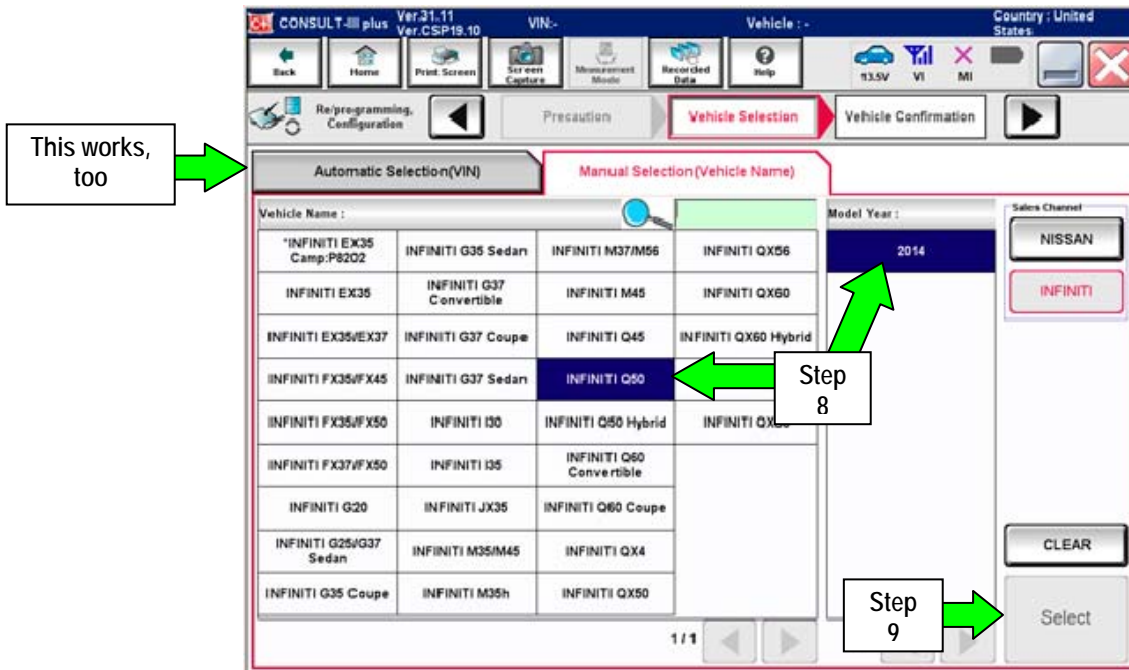 CONSULT-III plus
Ver.31.11
Ver.CSP19.10
VIN:-
Vehicle : -
Country : United
States
Back
Home
Print Screen
Screen
Capture
Measurement
Mode
Recorded
Data
Help
13.5V
VI
MI
Re/programming,
Configuration
Precaution
Vehicle Selection
Vehicle Confirmation
This works,
too
Automatic Selection(VIN)
Manual Selection(Vehicle Name)
Vehicle Name :
Model Year :
Sales Channel
*INFINITI EX35
Camp:P8202
INFINITI G35 Sedan
INFINITI M37/M56
INFINITI QX56
2014
NISSAN
INFINITI EX35
INFINITI G37
Convertible
INFINITI M45
INFINITI QX60
INFINITI
INFINITI EX35/EX37
INFINITI G37 Coupe
INFINITI Q45
INFINITI QX60 Hybrid
INFINITI FX35/FX45
INFINITI G37 Sedan
INFINITI Q50
Step
8
INFINITI FX35/FX50
INFINITI I30
INFINITI Q50 Hybrid
INFINITI
INFINITI FX37/FX50
INFINITI I35
INFINITI Q60
Convertible
INFINITI G20
INFINITI JX35
INFINITI Q60 Coupe
INFINITI G25/G37
Sedan
INFINITI M35/M45
INFINITI QX4
CLEAR
INFINITI G35 Coupe
INFINITI M35h
INFINITI QX50
Step
9
Select
1/1